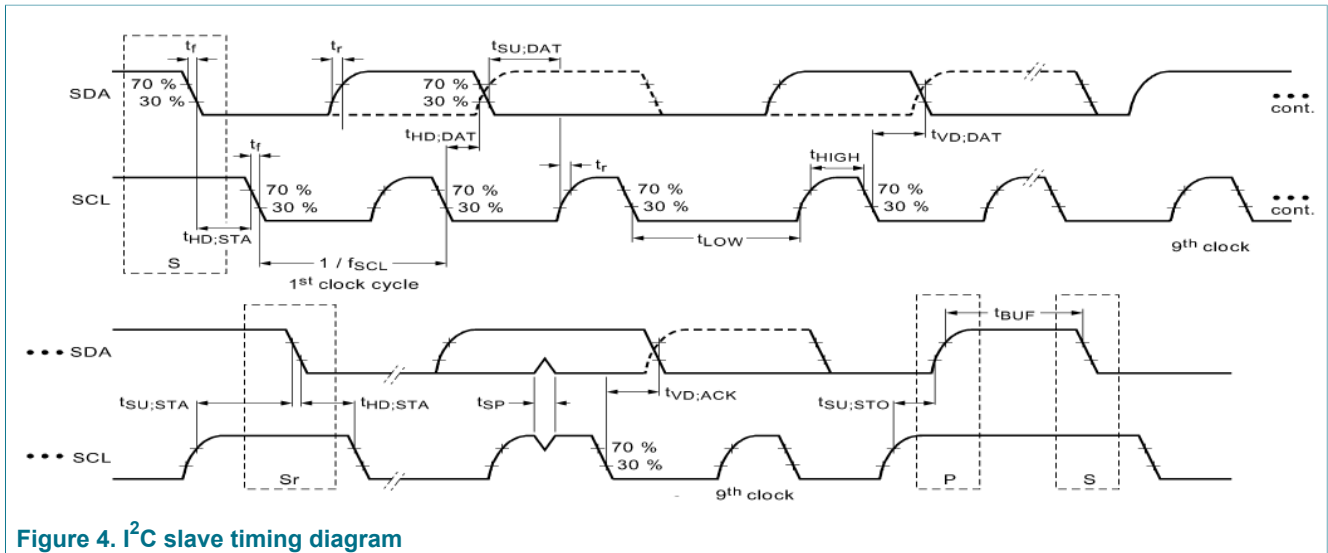 tf
tr
tSU;DAT
SDA
70 %
30 %
70 %
30 %
•••
cont.
tHD;DAT
tVD;DAT
tf
tr
tHIGH
SCL
70 %
30 %
70 %
30 %
70 %
30 %
70 %
30 %
•••
cont.
tHD;STA
tLOW
9th clock
S
1 / fSCL
1st clock cycle
tBUF
••• SDA
tSU;STA
tHD;STA
tSP
tVD;ACK
tSU;STO
••• SCL
70 %
30 %
Sr
9th clock
P
S
Figure 4. I²C slave timing diagram